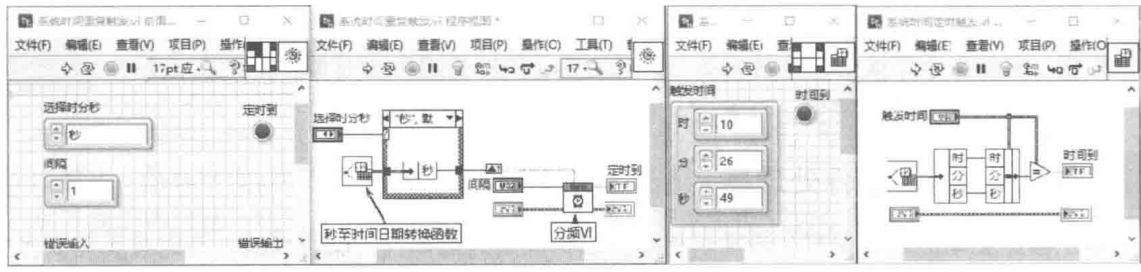 系统时间重复触发.vi 前面...
文件(F) 编辑(E) 查看(V) 项目(P) 操作
17pt 应
选择时分秒
秒
定时到
间隔
1
错误输入
错误输出
系统时间重复触发.vi 程序框图 *
文件(F) 编辑(E) 查看(V) 项目(P) 操作(C) 工具(T)
17
选择时分秒
"秒", 默
秒
间隔
U32
定时到
TF
秒至时间日期转换函数
分频VI
系...
文件(F) 编辑(E) 查
触发时间
时间到
时 10
分 26
秒 49
系统时间定时触发.vi ...
文件(F) 编辑(E) 查看(V) 项目(P) 操作(O
触发时间
时 时
分 分
秒 秒
=
时间到
TF